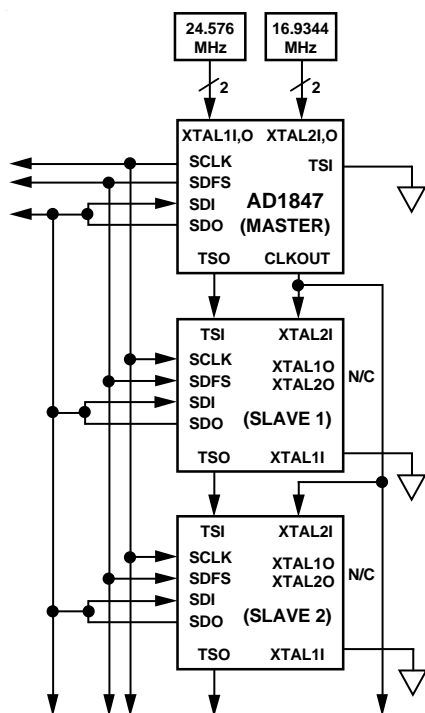 24.576
MHz
16.9344
MHz
2
2
XTAL1I,O XTAL2I,O
SCLK
TSI
SDFS
AD1847
SDI
(MASTER)
SDO
TSO CLKOUT
TSI XTAL2I
SCLK
XTAL1O
SDFS
XTAL2O
N/C
SDI
SDO
(SLAVE 1)
TSO XTAL1I
TSI XTAL2I
SCLK
XTAL1O
SDFS
XTAL2O
N/C
SDI
SDO
(SLAVE 2)
TSO XTAL1I